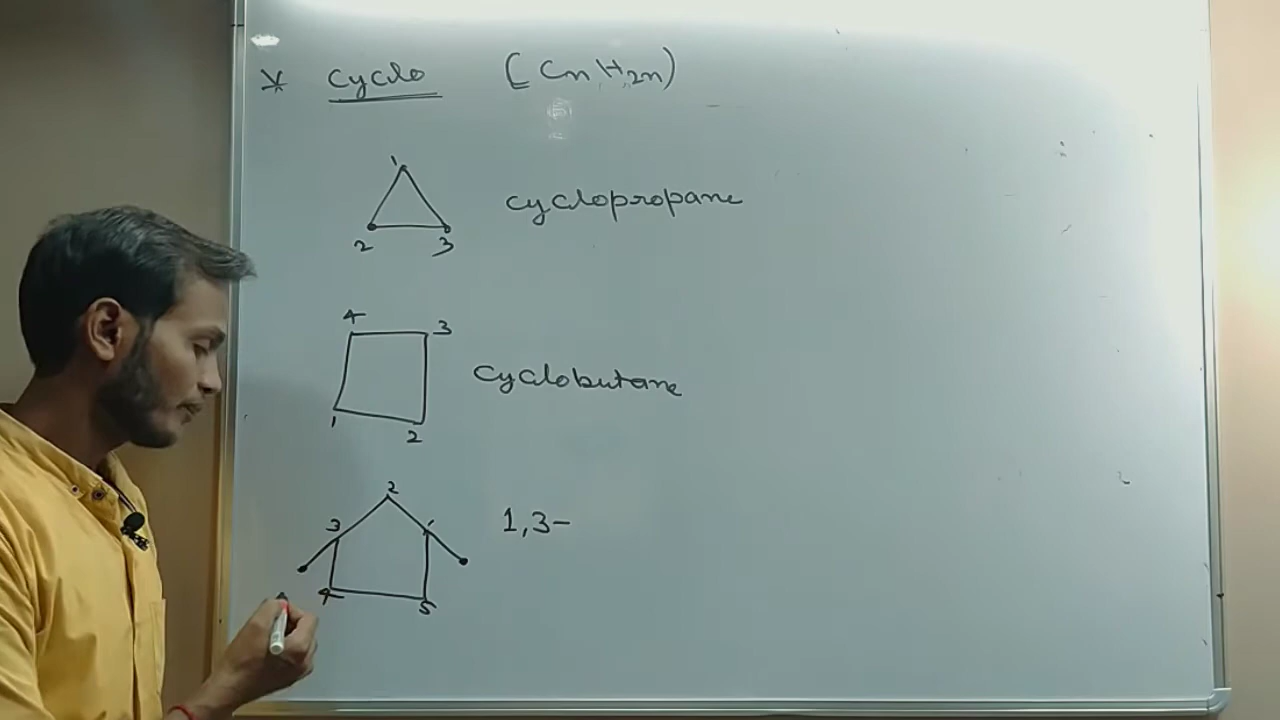 * Cyclo (CnH2n)
1
2 3
cyclopropane
4 3
1 2
cyclobutane
2
3 1
4 5
1,3-